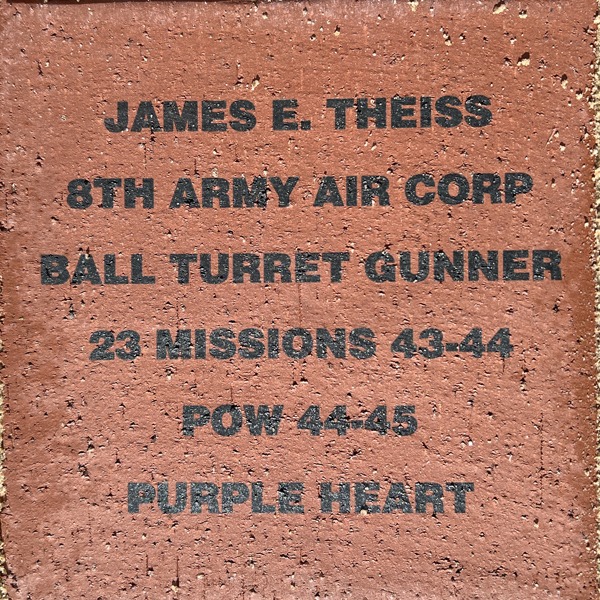 JAMES E. THEISS
8TH ARMY AIR CORP
BALL TURRET GUNNER
23 MISSIONS 43-44
POW 44-45
PURPLE HEART